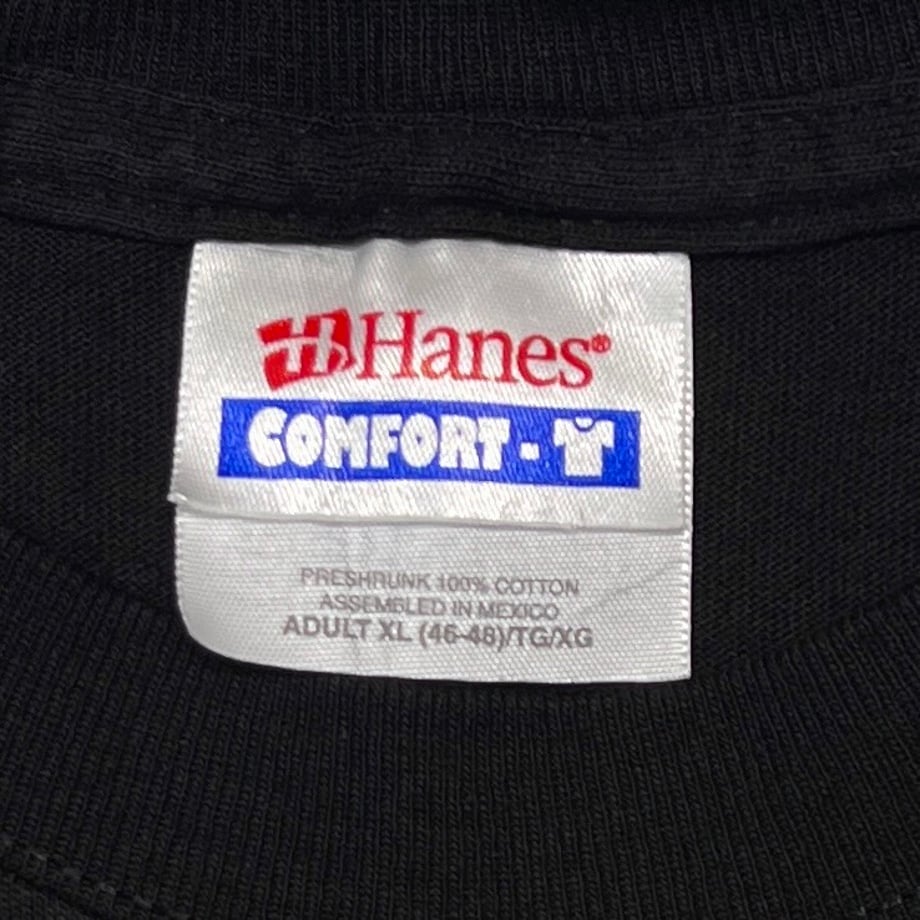 Hanes®
COMFORT-
PRESHRUNK 100% COTTON
ASSEMBLED IN MEXICO
ADULT XL (46-48)/TG/XG